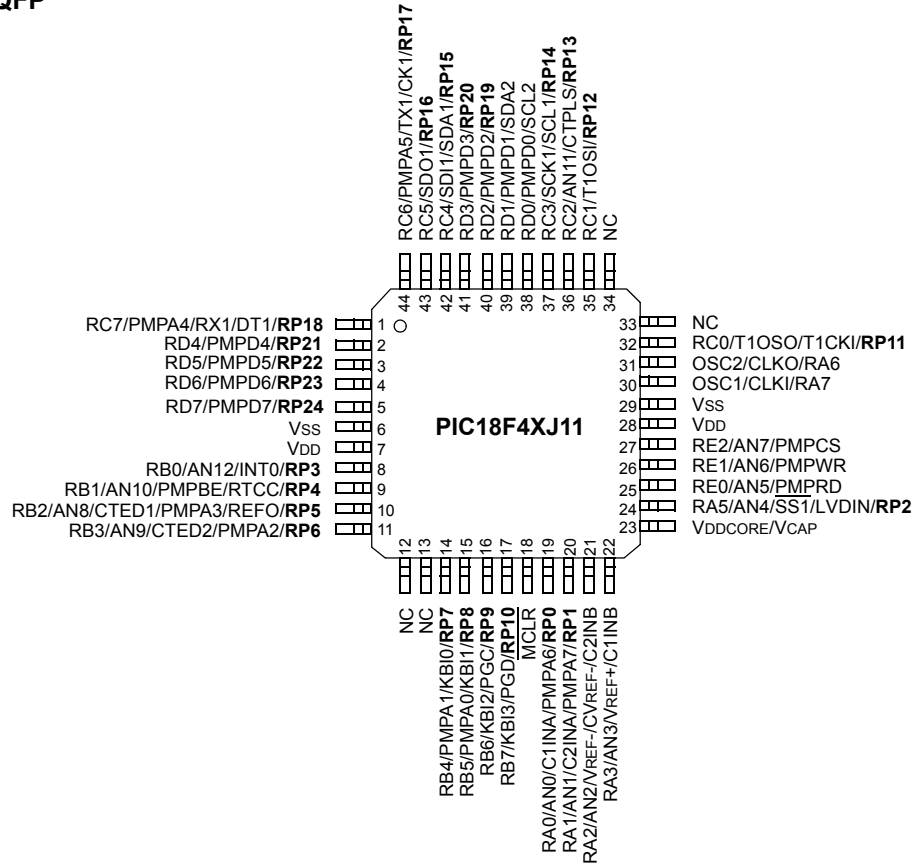 QFP
RC6/PMPA5/TX1/CK1/RP17
RC5/SDO1/RP16
RC4/SDI1/SDA1/RP15
RD3/PMPD3/RP20
RD2/PMPD2/RP19
RD1/PMPD1/SDA2
RD0/PMPD0/SCL2
RC3/SCK1/SCL1/RP14
RC2/AN11/CTPLS/RP13
RC1/T1OSI/RP12
NC
44
43
42
41
40
39
38
37
36
35
34
RC7/PMPA4/RX1/DT1/RP18 1
RD4/PMPD4/RP21 2
RD5/PMPD5/RP22 3
RD6/PMPD6/RP23 4
RD7/PMPD7/RP24 5
VSS 6
VDD 7
RB0/AN12/INT0/RP3 8
RB1/AN10/PMPBE/RTCC/RP4 9
RB2/AN8/CTED1/PMPA3/REFO/RP5 10
RB3/AN9/CTED2/PMPA2/RP6 11
PIC18F4XJ11
33 NC
32 RC0/T1OSO/T1CKI/RP11
31 OSC2/CLKO/RA6
30 OSC1/CLKI/RA7
29 VSS
28 VDD
27 RE2/AN7/PMPCS
26 RE1/AN6/PMPWR
25 RE0/AN5/PMPRD
24 RA5/AN4/SS1/LVDIN/RP2
23 VDDCORE/VCAP
12
13
14
15
16
17
18
19
20
21
22
NC
NC
RB4/PMPA1/KBI0/RP7
RB5/PMPA0/KBI1/RP8
RB6/KBI2/PGC/RP9
RB7/KBI3/PGD/RP10
MCLR
RA0/AN0/C1INA/PMPA6/RP0
RA1/AN1/C2INA/PMPA7/RP1
RA2/AN2/VREF-/CVREF-/C2INB
RA3/AN3/VREF+/C1INB